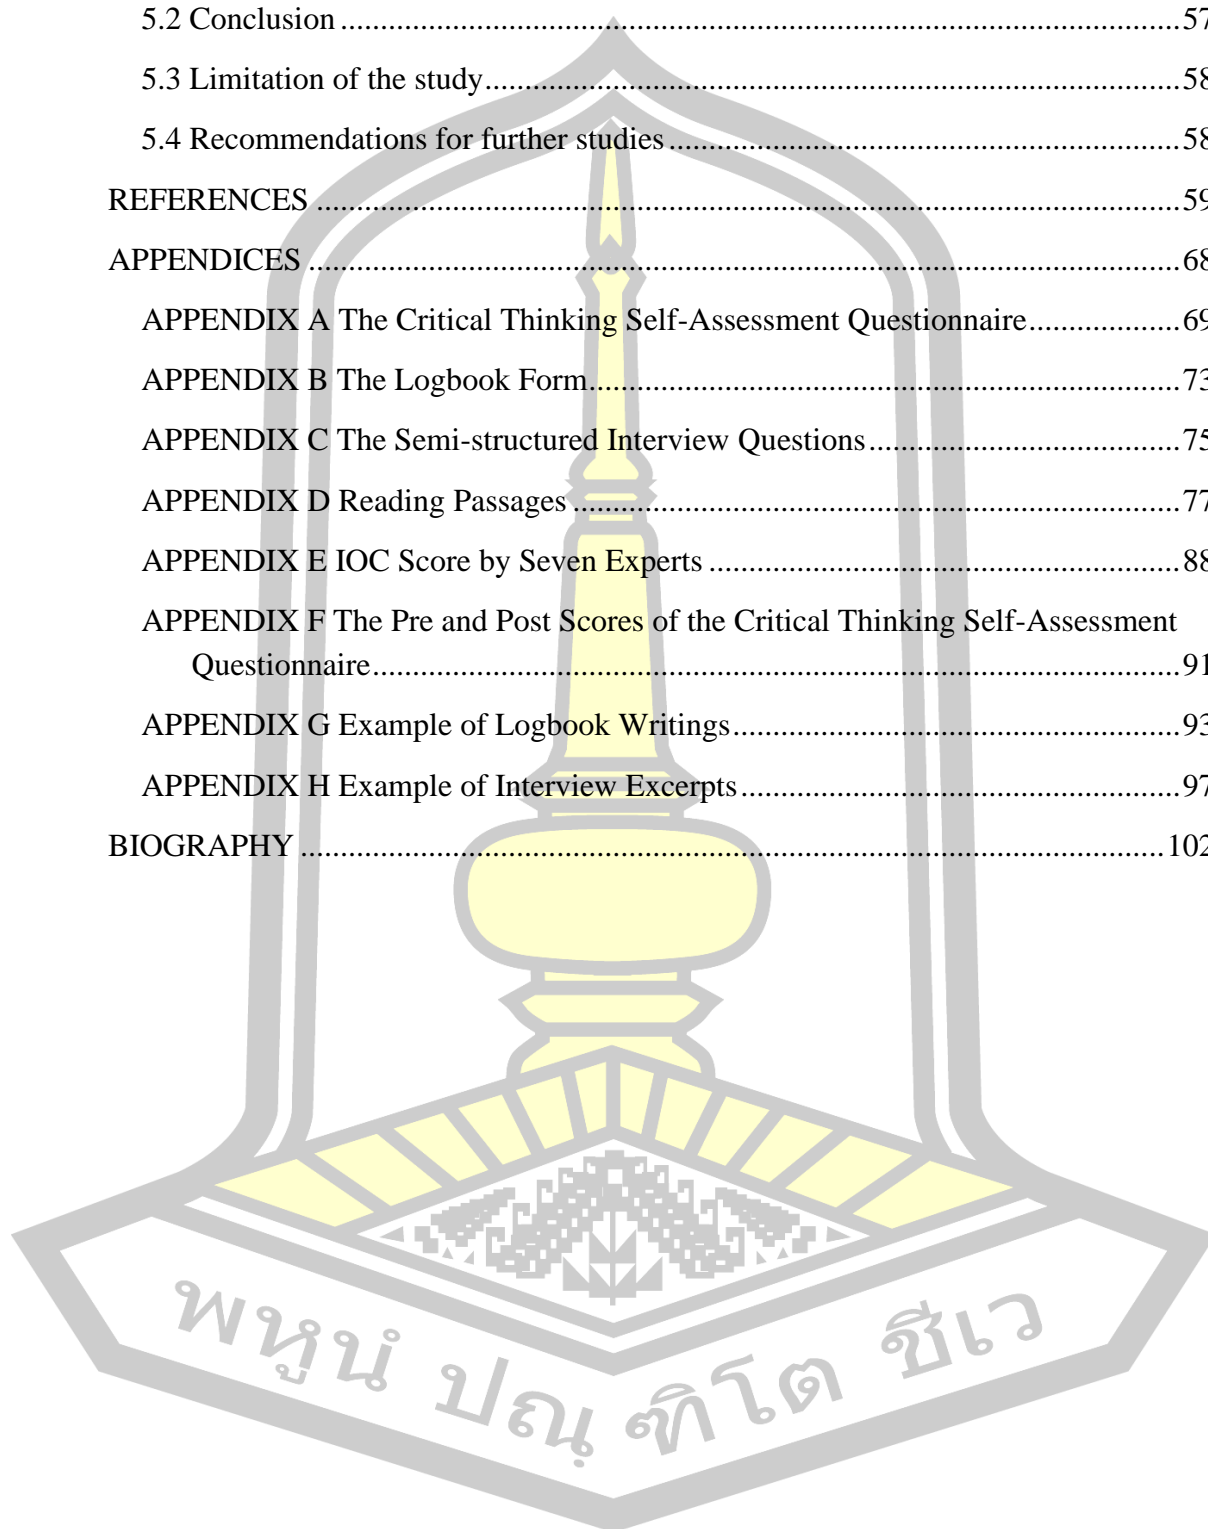 5.2 Conclusion ........................................................................................................................... 57
5.3 Limitation of the study ..................................................................................................... 58
5.4 Recommendations for further studies ............................................................................. 58
REFERENCES ........................................................................................................................ 59
APPENDICES ......................................................................................................................... 68
APPENDIX A The Critical Thinking Self-Assessment Questionnaire ...................... 69
APPENDIX B The Logbook Form ..................................................................................... 73
APPENDIX C The Semi-structured Interview Questions ............................................. 75
APPENDIX D Reading Passages ....................................................................................... 77
APPENDIX E IOC Score by Seven Experts .................................................................... 88
APPENDIX F The Pre and Post Scores of the Critical Thinking Self-Assessment
Questionnaire ................................................................................................................ 91
APPENDIX G Example of Logbook Writings ................................................................ 93
APPENDIX H Example of Interview Excerpts ............................................................... 97
BIOGRAPHY ........................................................................................................................ 102
พหูนํ ปณฺฑิโต ชีเว